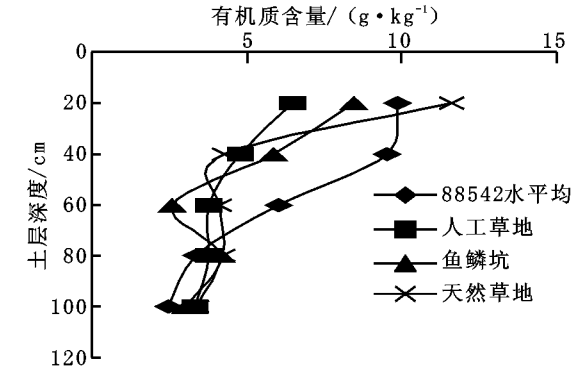 有机质含量/（g·kg⁻¹）
0 5 10 15
20
40
60
80
100
120
土层深度/cm
88542水平均
人工草地
鱼鳞坑
天然草地